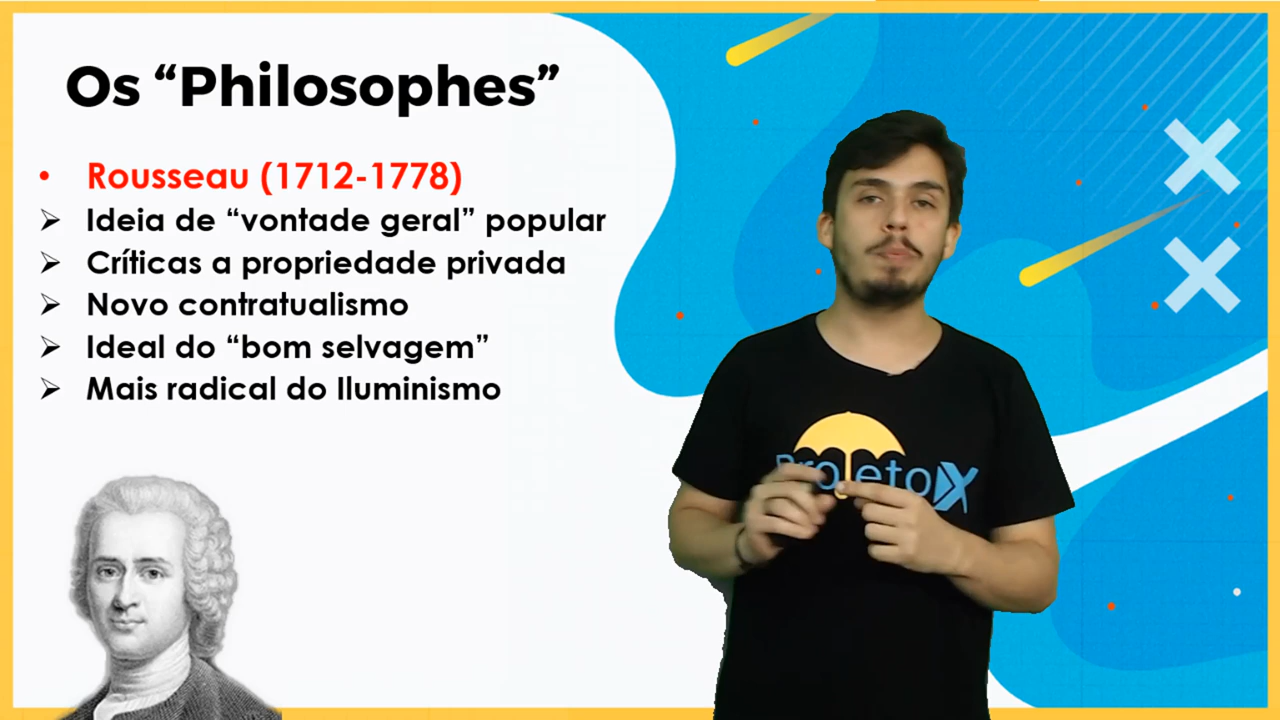 Os “Philosophes”
• Rousseau (1712-1778)
➢ Ideia de “vontade geral” popular
➢ Críticas a propriedade privada
➢ Novo contratualismo
➢ Ideal do “bom selvagem”
➢ Mais radical do Iluminismo
ProjetoX